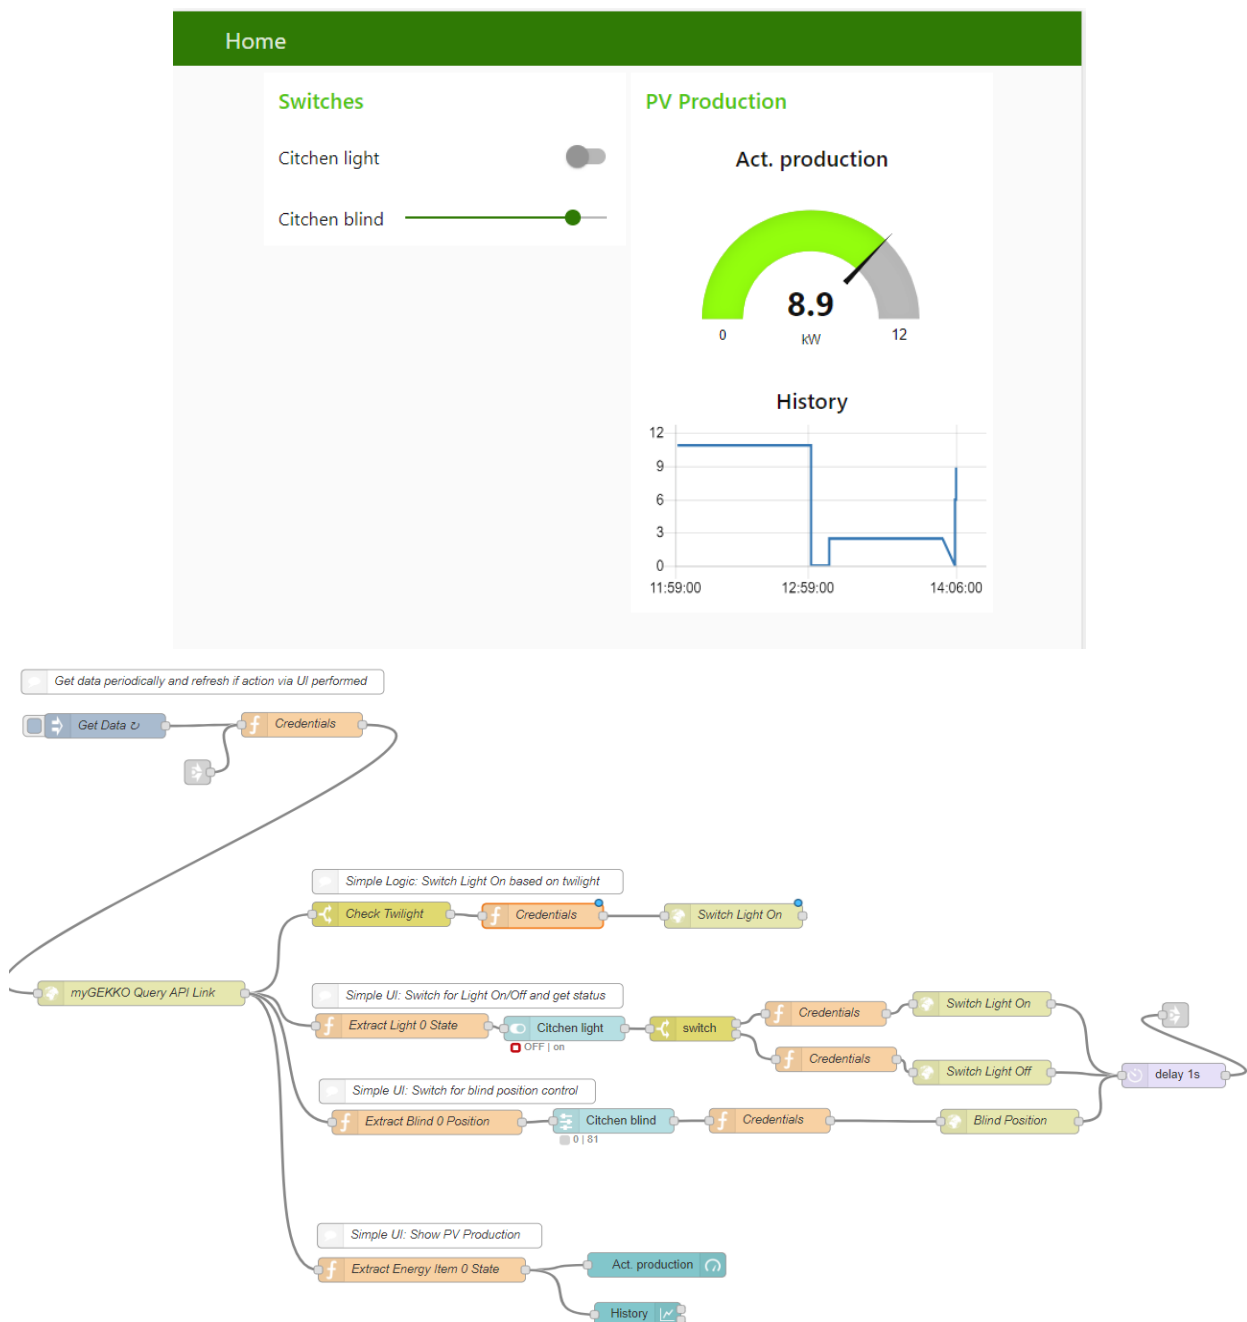 Home
Switches
Citchen light
Citchen blind
PV Production
Act. production
8.9
0
kW
12
History
12
9
6
3
0
11:59:00
12:59:00
14:06:00
Get data periodically and refresh if action via UI performed
Get Data ↻
Credentials
Simple Logic: Switch Light On based on twilight
Check Twilight
Credentials
Switch Light On
myGEKKO Query API Link
Simple UI: Switch for Light On/Off and get status
Extract Light 0 State
Citchen light
OFF | on
switch
Credentials
Switch Light On
Credentials
Switch Light Off
delay 1s
Simple UI: Switch for blind position control
Extract Blind 0 Position
Citchen blind
0 | 81
Credentials
Blind Position
Simple UI: Show PV Production
Extract Energy Item 0 State
Act. production
History